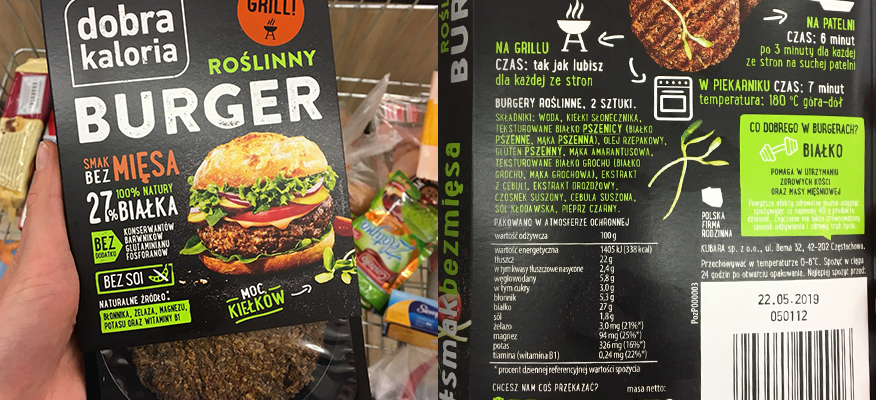 dobra
kaloria
GRILL!
ROŚLINNY
BURGER
SMAK
BEZ MIĘSA
100% NATURY
27% BIAŁKA
BEZ
DODATKU
KONSERWANTÓW
BARWNIKÓW
GLUTAMINIANU
FOSFORANÓW
BEZ SOI
NATURALNE ŹRÓDŁO*:
BŁONNIKA, ŻELAZA, MAGNEZU,
POTASU ORAZ WITAMINY B1
MOC
KIEŁKÓW
BURG
#smakbezmięsa
NA GRILLU
CZAS: tak jak lubisz
dla każdej ze stron
NA PATELNI
CZAS: 6 minut
po 3 minuty dla każdej
ze stron na suchej patelni
W PIEKARNIKU CZAS: 7 minut
temperatura: 180 °C góra-dół
BURGERY ROŚLINNE, 2 SZTUKI.
SKŁADNIKI: WODA, KIEŁKI SŁONECZNIKA,
TEKSTUROWANE BIAŁKO PSZENICY (BIAŁKO
PSZENNE, MĄKA PSZENNA), OLEJ RZEPAKOWY,
GLUTEN PSZENNY, MĄKA AMARANTUSOWA,
TEKSTUROWANE BIAŁKO GROCHU (BIAŁKO
GROCHU, MĄKA GROCHOWA), EKSTRAKT
Z CEBULI, EKSTRAKT DROŻDŻOWY,
CZOSNEK SUSZONY, CEBULA SUSZONA,
SÓL KŁODAWSKA, PIEPRZ CZARNY.
PAKOWANO W ATMOSFERZE OCHRONNEJ
wartość odżywcza 100 g
wartość energetyczna 1405 kJ (338 kcal)
tłuszcz 22 g
w tym kwasy tłuszczowe nasycone 2,4 g
węglowodany 5,8 g
w tym cukry 3,0 g
błonnik 5,3 g
białko 27 g
sól 1,8 g
żelazo 3,0 mg (21%*)
magnez 94 mg (25%*)
potas 326 mg (16%*)
tiamina (witamina B1) 0,24 mg (22%*)
* procent dziennej referencyjnej wartości spożycia
CHCESZ NAM COŚ PRZEKAZAĆ?
masa netto:
CO DOBREGO W BURGERACH?
BIAŁKO
POMAGA W UTRZYMANIU
ZDROWYCH KOŚCI
ORAZ MASY MIĘŚNIOWEJ
POLSKA
FIRMA
RODZINNA
KUBARA sp. z o.o., ul. Bema 32, 42-202 Częstochowa.
Przechowywać w temperaturze 0-8°C. Spożyć w ciągu
24 godzin po otwarciu opakowania. Najlepiej spożyć przed:
PozP000003
22.05.2019
050112